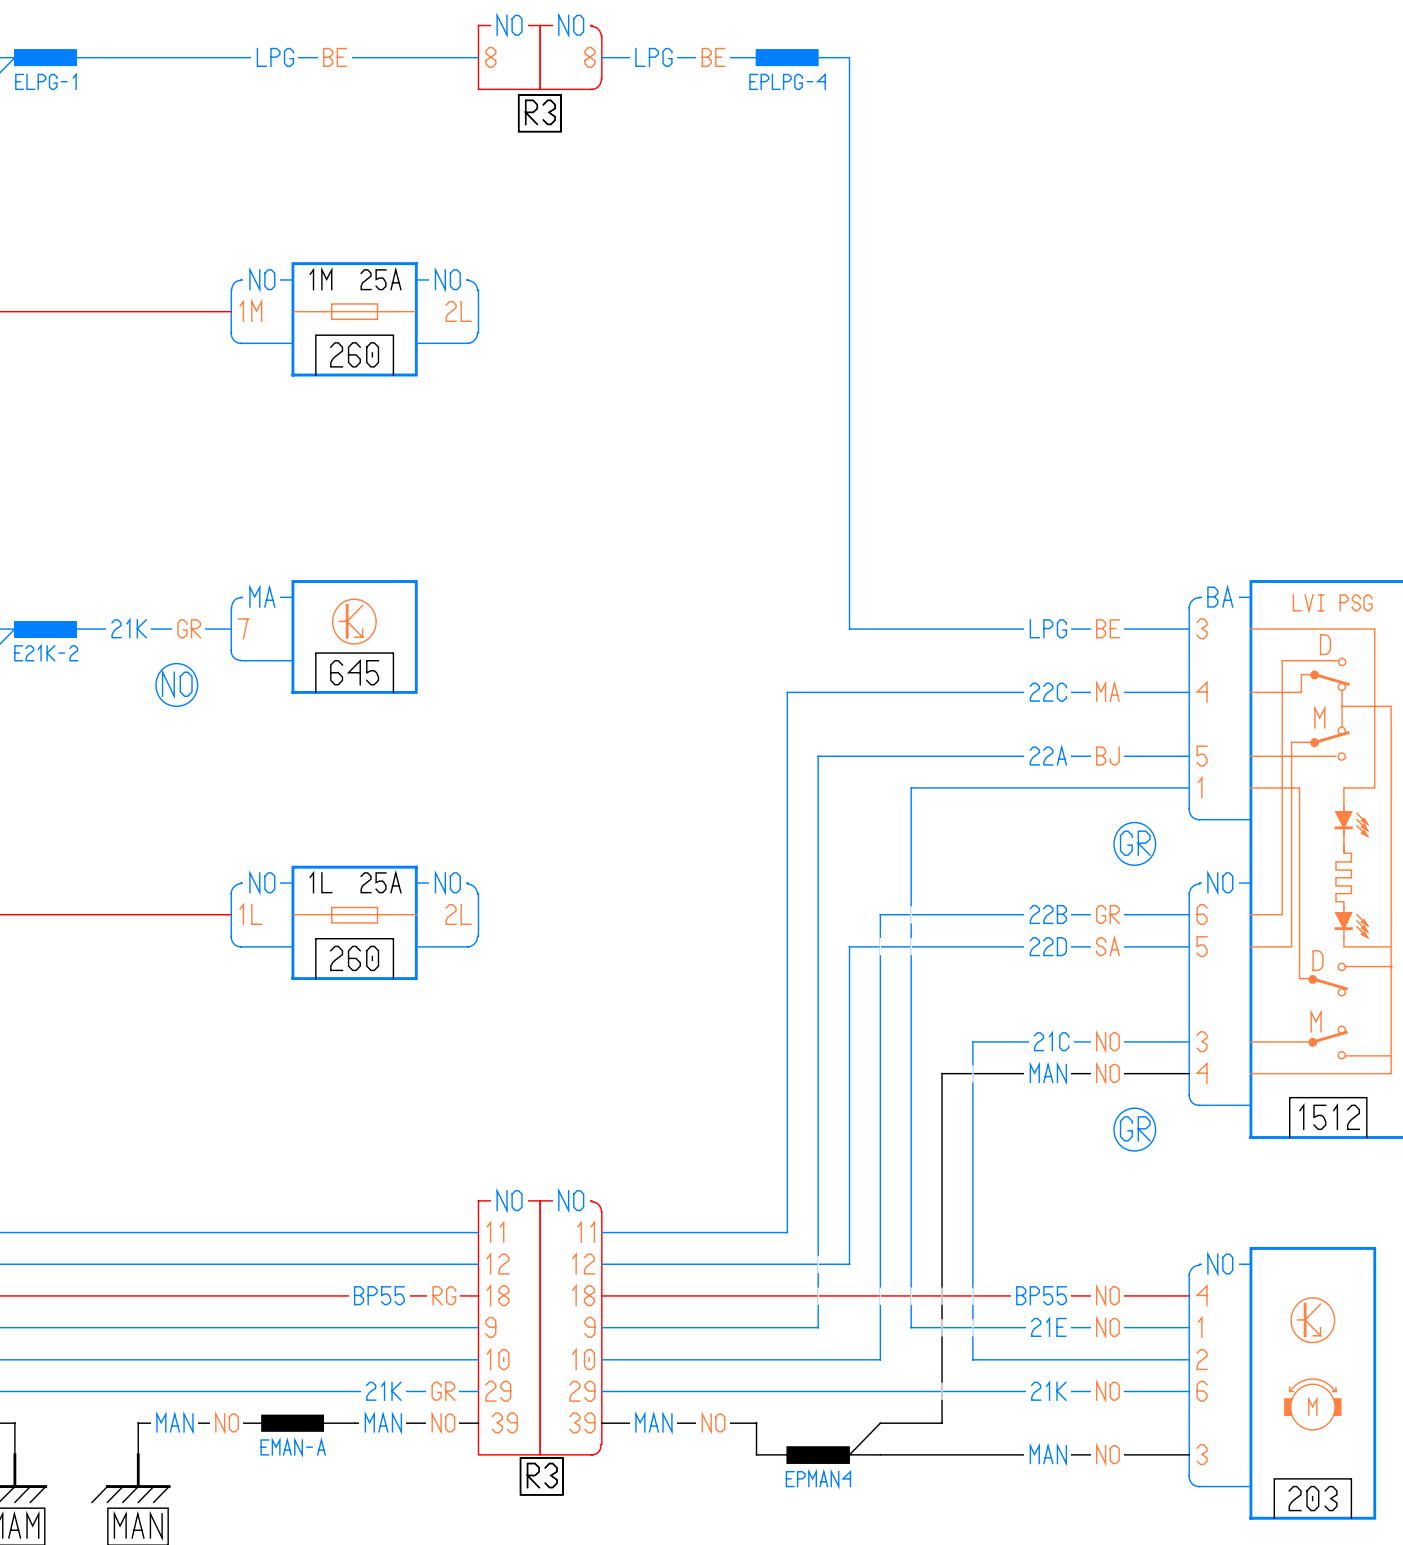 NO NO
LPG BE 8 8 LPG BE
ELPG-1 EPLPG-4
R3
NO 1M 25A NO
1M 2L
260
MA
21K GR 7
E21K-2
NO
645
BA LVI PSG
LPG BE 3
D
22C MA 4
M
22A BJ 5
1
GR
NO 1L 25A NO
1L 2L
260
NO
22B GR 6
22D SA 5
D
M
21C NO 3
MAN NO 4
GR
1512
NO NO
11 11
12 12
BP55 RG 18 18 BP55 NO 4
NO
9 9 21E NO 1
10 10 2
21K GR 29 29 21K NO 6
M
MAN NO MAN NO 39 39 MAN NO
EMAN-A
MAN NO 3
R3
EPMAN4
203
MAM MAN